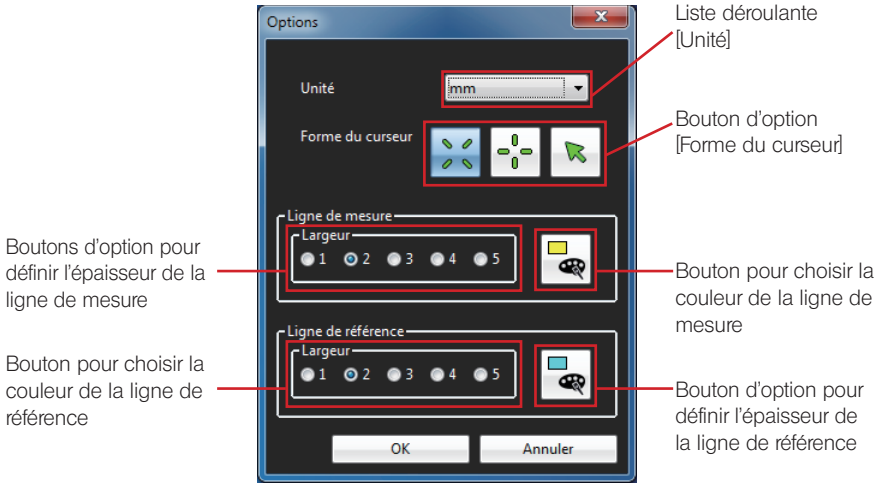 Options
Unité
mm
Forme du curseur
Ligne de mesure
Largeur
1 2 3 4 5
Ligne de référence
Largeur
1 2 3 4 5
OK
Annuler
Boutons d'option pour
définir l'épaisseur de la
ligne de mesure
Bouton pour choisir la
couleur de la ligne de
référence
Liste déroulante
[Unité]
Bouton d'option
[Forme du curseur]
Bouton pour choisir la
couleur de la ligne de
mesure
Bouton d'option pour
définir l'épaisseur de
la ligne de référence